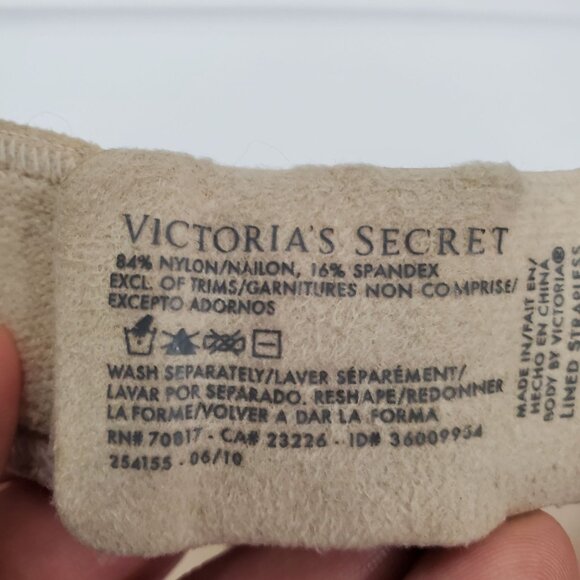 VICTORIA'S SECRET
84% NYLON/NAILON, 16% SPANDEX
EXCL. OF TRIMS/GARNITURES NON COMPRISE/
EXCEPTO ADORNOS
WASH SEPARATELY/LAVER SÉPARÉMENT/
LAVAR POR SEPARADO. RESHAPE/REDONNER
LA FORME/VOLVER A DAR LA FORMA
RN# 70817 - CA# 23226 - ID# 36009954
254155 - 06/10
MADE IN/FAIT EN/
HECHO EN CHINA
BODY BY VICTORIA®
LINED STRAPLESS